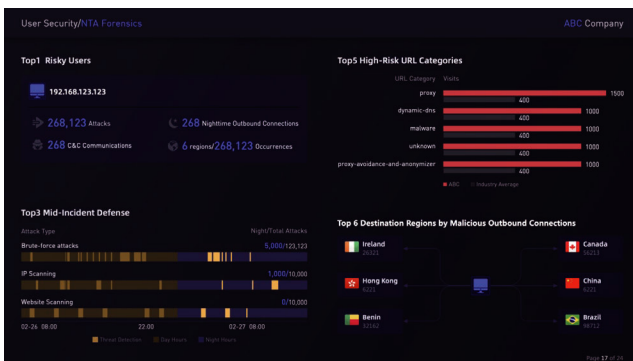 User Security/NTA Forensics
ABC Company
Top1 Risky Users
192.168.123.123
268,123 Attacks
268 Nighttime Outbound Connections
268 C&C Communications
6 regions/268,123 Occurrences
Top5 High-Risk URL Categories
URL Category Visits
proxy 1500
400
dynamic-dns 1000
400
malware 1000
400
unknown 1000
400
proxy-avoidance-and-anonymizer 1000
400
ABC Industry Average
Top3 Mid-Incident Defense
Attack Type Night/Total Attacks
Brute-force attacks 5,000/123,123
IP Scanning 1,000/10,000
Website Scanning 0/10,000
02-26 08:00 22:00 02-27 08:00
Threat Detection Day Hours Night Hours
Top 6 Destination Regions by Malicious Outbound Connections
Ireland Canada
26321 56213
Hong Kong China
6221 6221
Benin Brazil
32162 98712
Page 17 of 24